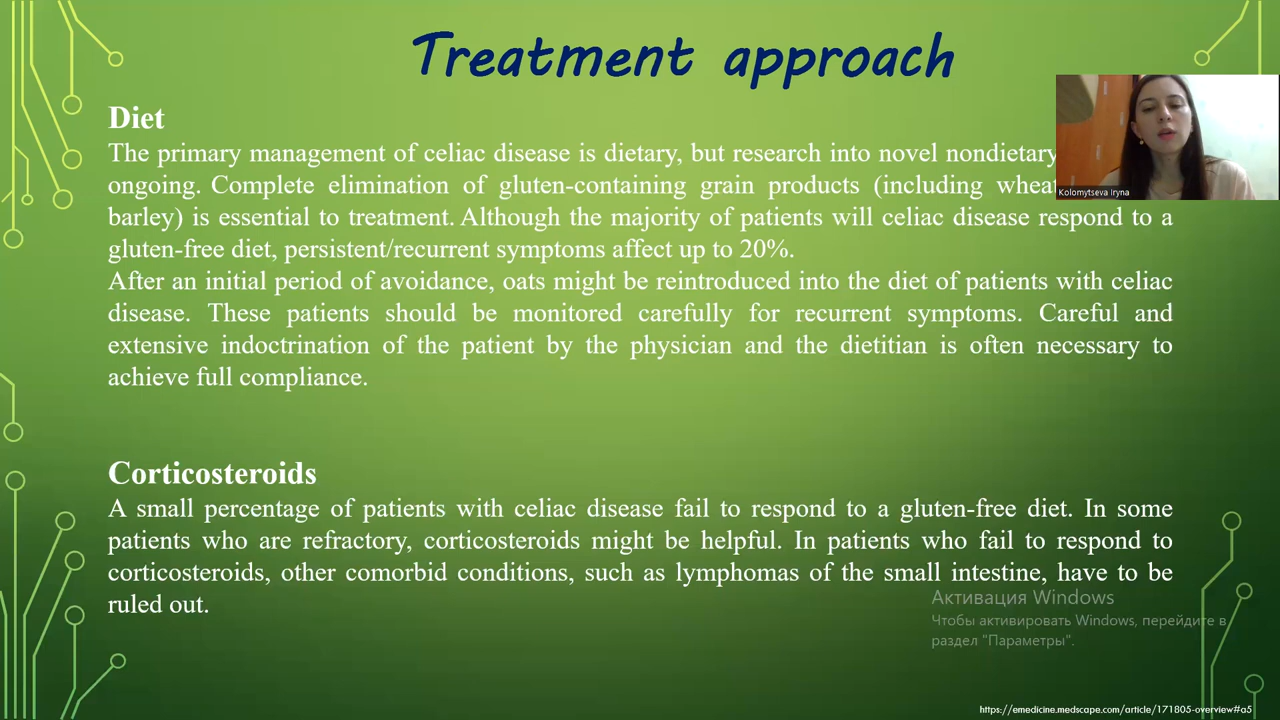 Treatment approach
Diet
The primary management of celiac disease is dietary, but research into novel nondietary
ongoing. Complete elimination of gluten-containing grain products (including
barley) is essential to treatment. Although the majority of patients will celiac disease respond to a
gluten-free diet, persistent/recurrent symptoms affect up to 20%.
After an initial period of avoidance, oats might be reintroduced into the diet of patients with celiac
disease. These patients should be monitored carefully for recurrent symptoms. Careful and
extensive indoctrination of the patient by the physician and the dietitian is often necessary to
achieve full compliance.
Kolomytseva Iryna
Corticosteroids
A small percentage of patients with celiac disease fail to respond to a gluten-free diet. In some
patients who are refractory, corticosteroids might be helpful. In patients who fail to respond to
corticosteroids, other comorbid conditions, such as lymphomas of the small intestine, have to be
ruled out.
Активация Windows
Чтобы активировать Windows, перейдите в
раздел "Параметры".
https://emedicine.medscape.com/article/171805-overview#a5